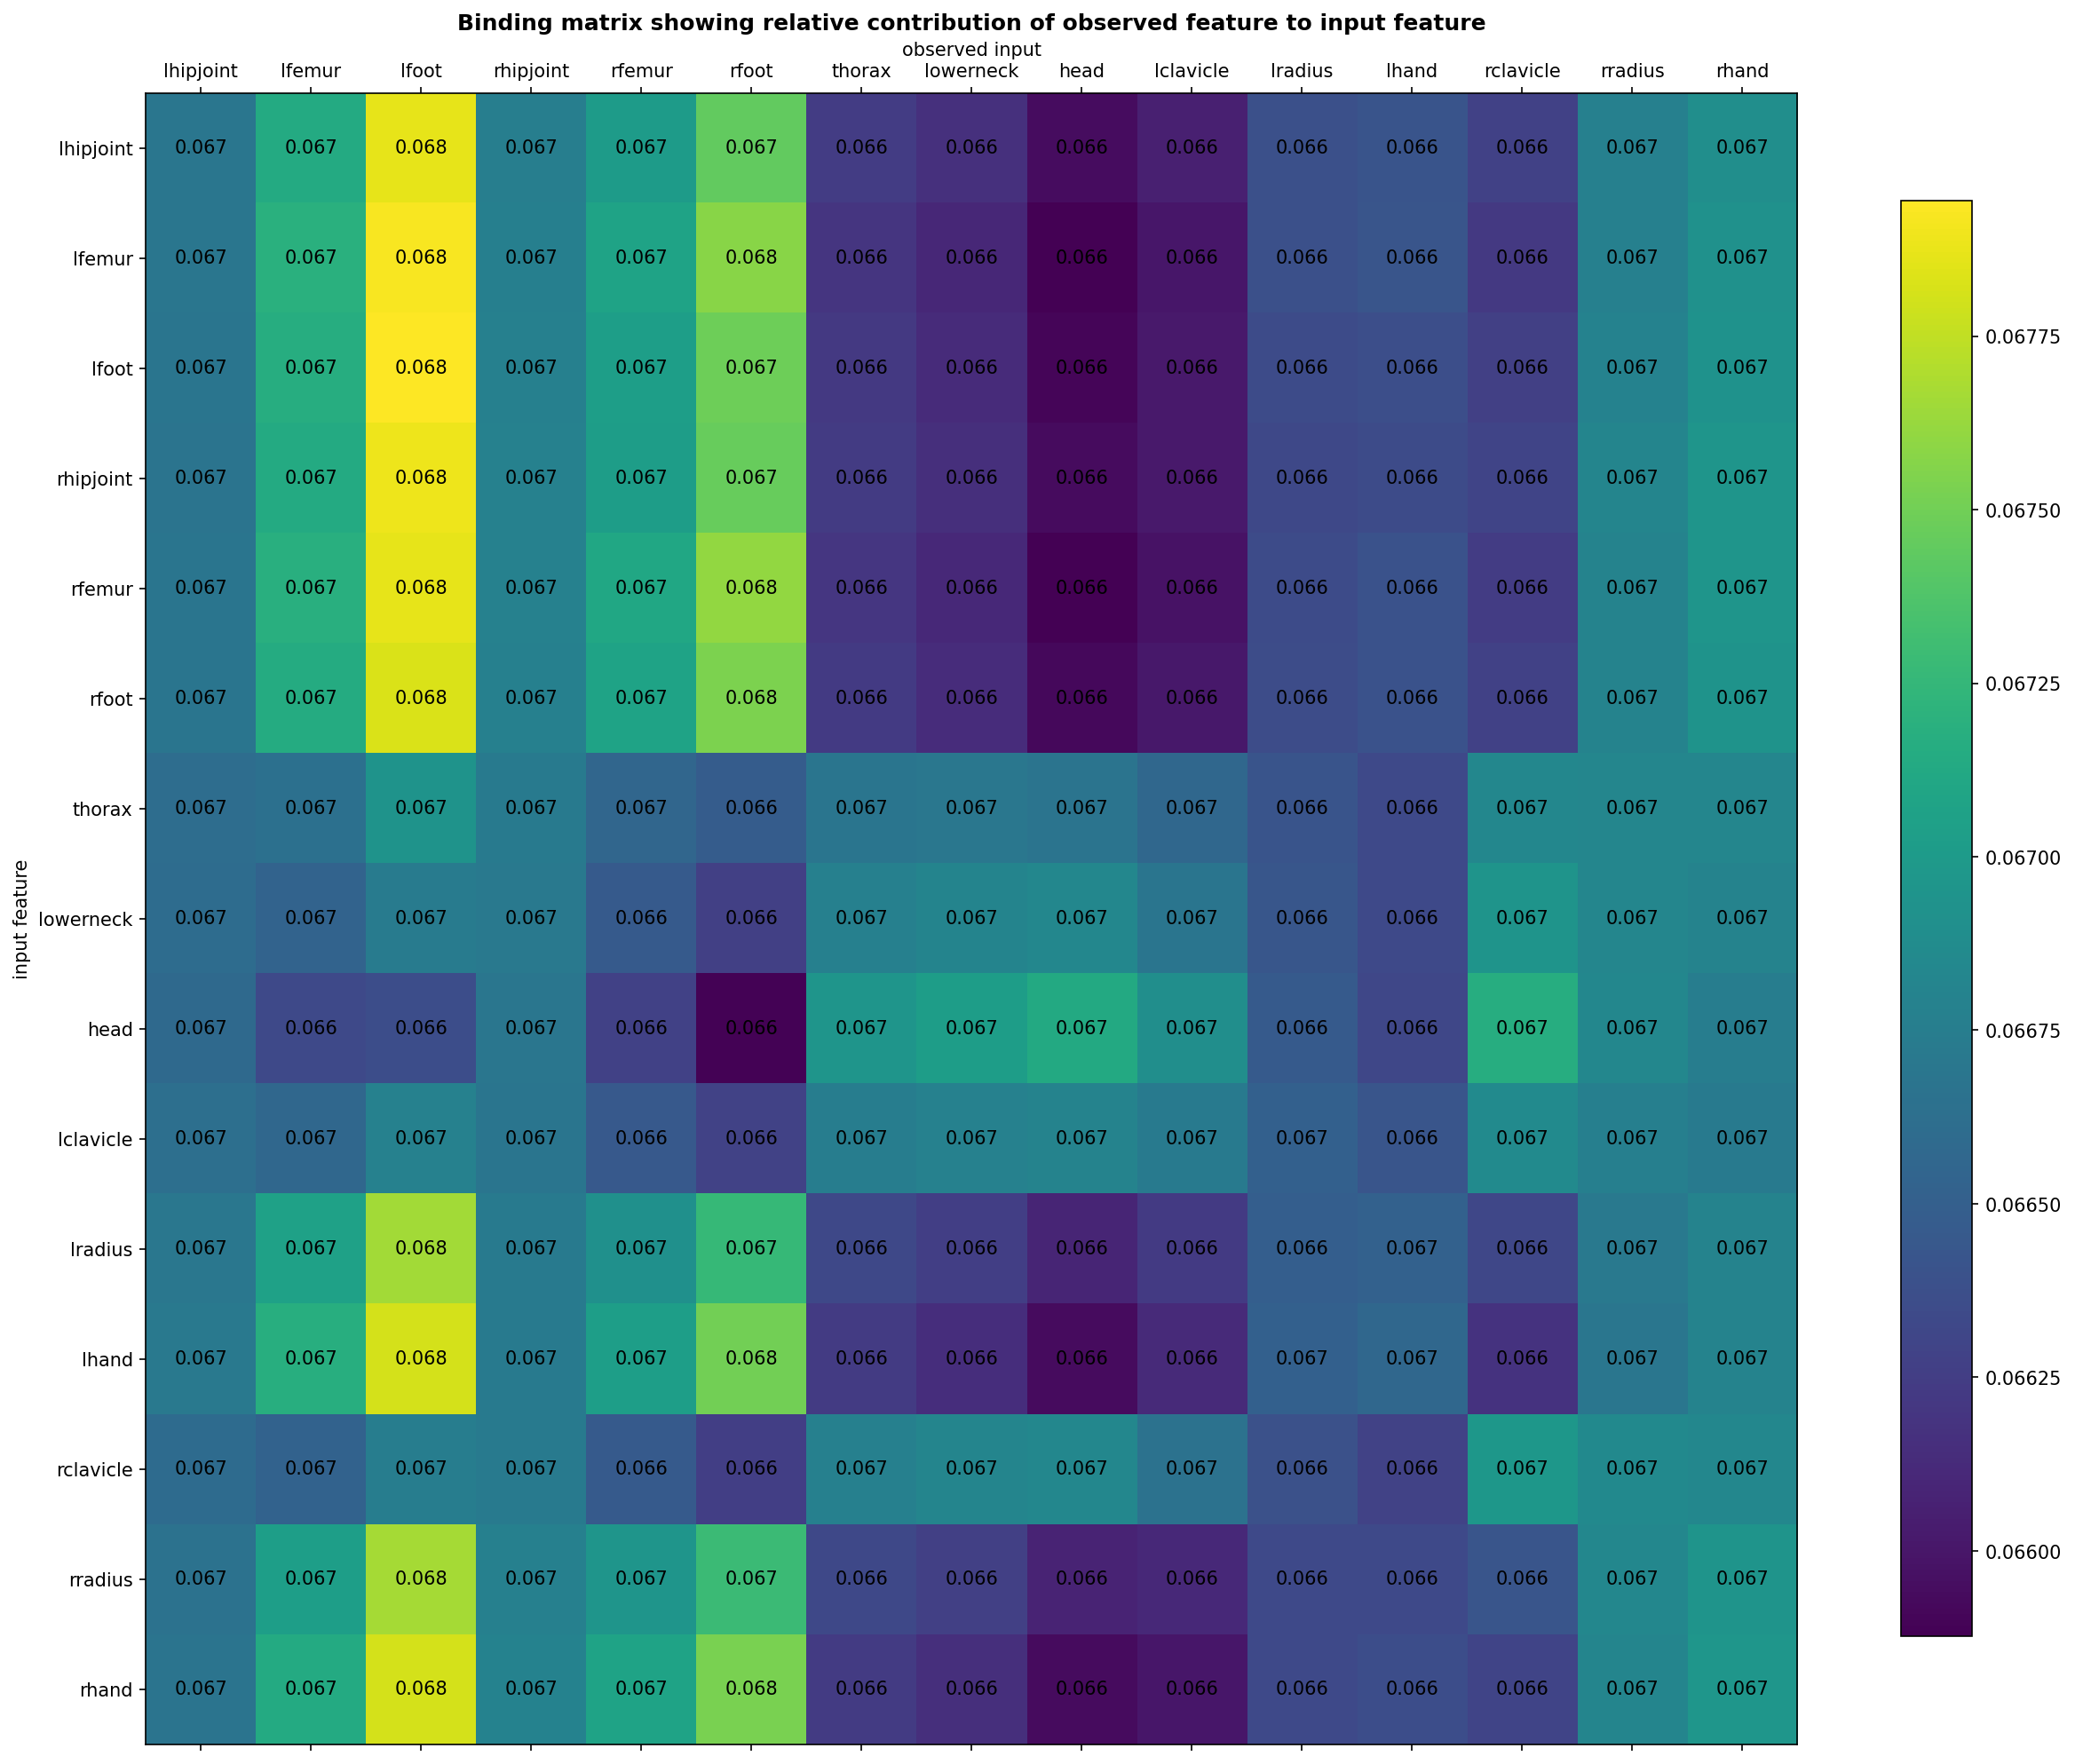 Binding matrix showing relative contribution of observed feature to input feature
observed input
lhipjoint lfemur lfoot rhipjoint rfemur rfoot thorax lowerneck head lclavicle lradius lhand rclavicle rradius rhand
lhipjoint 0.067 0.067 0.068 0.067 0.067 0.067 0.066 0.066 0.066 0.066 0.066 0.066 0.066 0.067 0.067
lfemur 0.067 0.067 0.068 0.067 0.067 0.068 0.066 0.066 0.066 0.066 0.066 0.066 0.066 0.067 0.067
lfoot 0.067 0.067 0.068 0.067 0.067 0.067 0.066 0.066 0.066 0.066 0.066 0.066 0.066 0.067 0.067
rhipjoint 0.067 0.067 0.068 0.067 0.067 0.067 0.066 0.066 0.066 0.066 0.066 0.066 0.066 0.067 0.067
rfemur 0.067 0.067 0.068 0.067 0.067 0.068 0.066 0.066 0.066 0.066 0.066 0.066 0.066 0.067 0.067
rfoot 0.067 0.067 0.068 0.067 0.067 0.068 0.066 0.066 0.066 0.066 0.066 0.066 0.066 0.067 0.067
thorax 0.067 0.067 0.067 0.067 0.067 0.066 0.067 0.067 0.067 0.067 0.066 0.066 0.067 0.067 0.067
lowerneck 0.067 0.067 0.067 0.067 0.066 0.066 0.067 0.067 0.067 0.067 0.066 0.066 0.067 0.067 0.067
head 0.067 0.066 0.066 0.067 0.066 0.066 0.067 0.067 0.067 0.067 0.066 0.066 0.067 0.067 0.067
lclavicle 0.067 0.067 0.067 0.067 0.066 0.066 0.067 0.067 0.067 0.067 0.067 0.066 0.067 0.067 0.067
lradius 0.067 0.067 0.068 0.067 0.067 0.067 0.066 0.066 0.066 0.066 0.066 0.067 0.066 0.067 0.067
lhand 0.067 0.067 0.068 0.067 0.067 0.068 0.066 0.066 0.066 0.066 0.067 0.067 0.066 0.067 0.067
rclavicle 0.067 0.067 0.067 0.067 0.066 0.066 0.067 0.067 0.067 0.067 0.066 0.066 0.067 0.067 0.067
rradius 0.067 0.067 0.068 0.067 0.067 0.067 0.066 0.066 0.066 0.066 0.066 0.066 0.066 0.067 0.067
rhand 0.067 0.067 0.068 0.067 0.067 0.068 0.066 0.066 0.066 0.066 0.066 0.066 0.066 0.067 0.067
input feature
0.06775
0.06750
0.06725
0.06700
0.06675
0.06650
0.06625
0.06600